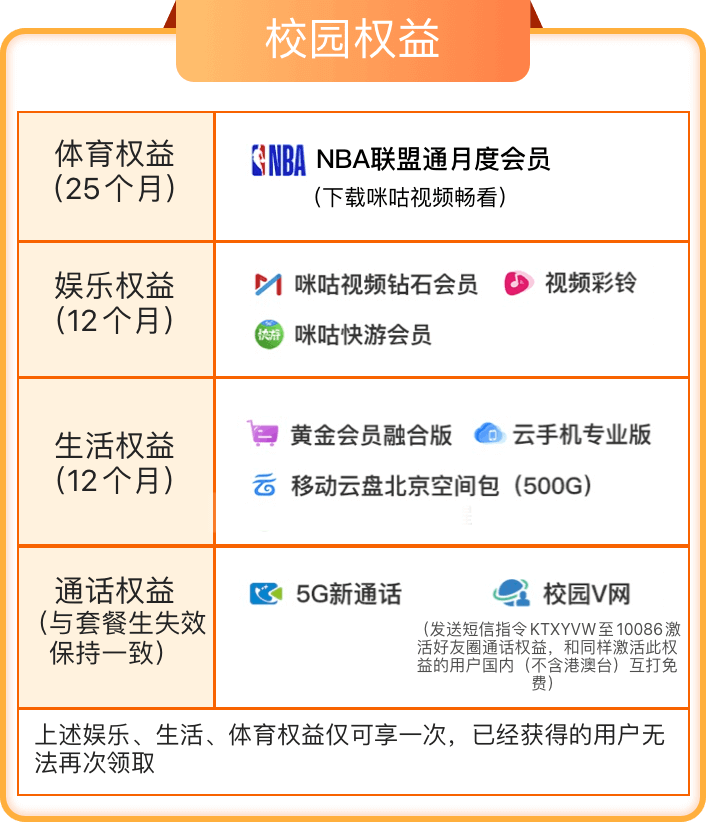 校园权益
体育权益
（25个月）
NBA NBA联盟通月度会员
（下载咪咕视频畅看）
娱乐权益
（12个月）
咪咕视频钻石会员 视频彩铃
快游 咪咕快游会员
生活权益
（12个月）
黄金会员融合版 云手机专业版
移动云盘北京空间包（500G）
通话权益
（与套餐生失效
保持一致）
5G新通话 校园V网
（发送短信指令KTXYVW至10086激
活好友圈通话权益，和同样激活此权
益的用户国内（不含港澳台）互打免
费）
上述娱乐、生活、体育权益仅可享一次，已经获得的用户无
法再次领取